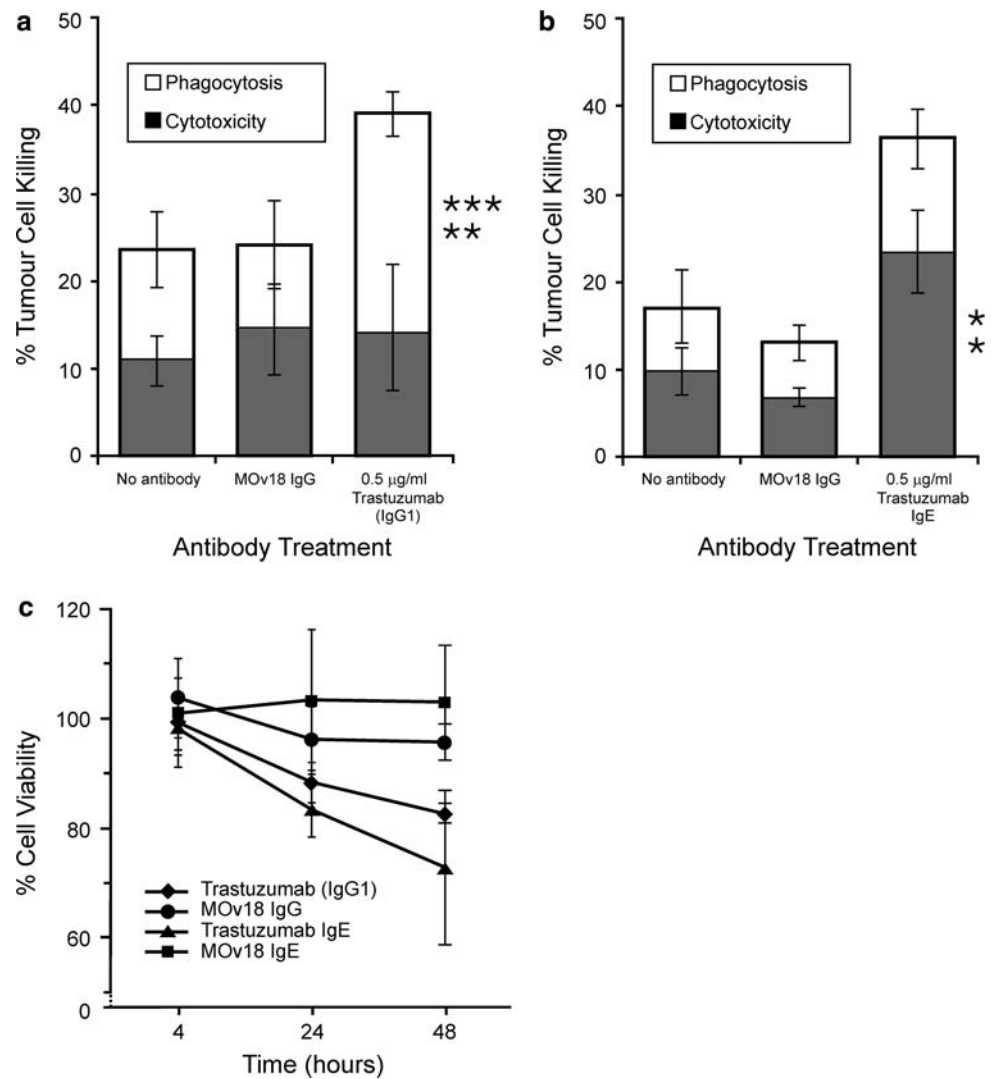 a
50
40
30
20
10
0
% Tumour Cell Killing
Phagocytosis
Cytotoxicity
***
**
No antibody
MOv18 IgG
0.5 μg/ml
Trastuzumab
(IgG1)
Antibody Treatment
b
50
40
30
20
10
0
% Tumour Cell Killing
Phagocytosis
Cytotoxicity
*
*
No antibody
MOv18 IgG
0.5 μg/ml
Trastuzumab
IgE
Antibody Treatment
c
120
100
80
60
0
% Cell Viability
Trastuzumab (IgG1)
MOv18 IgG
Trastuzumab IgE
MOv18 IgE
4
24
48
Time (hours)